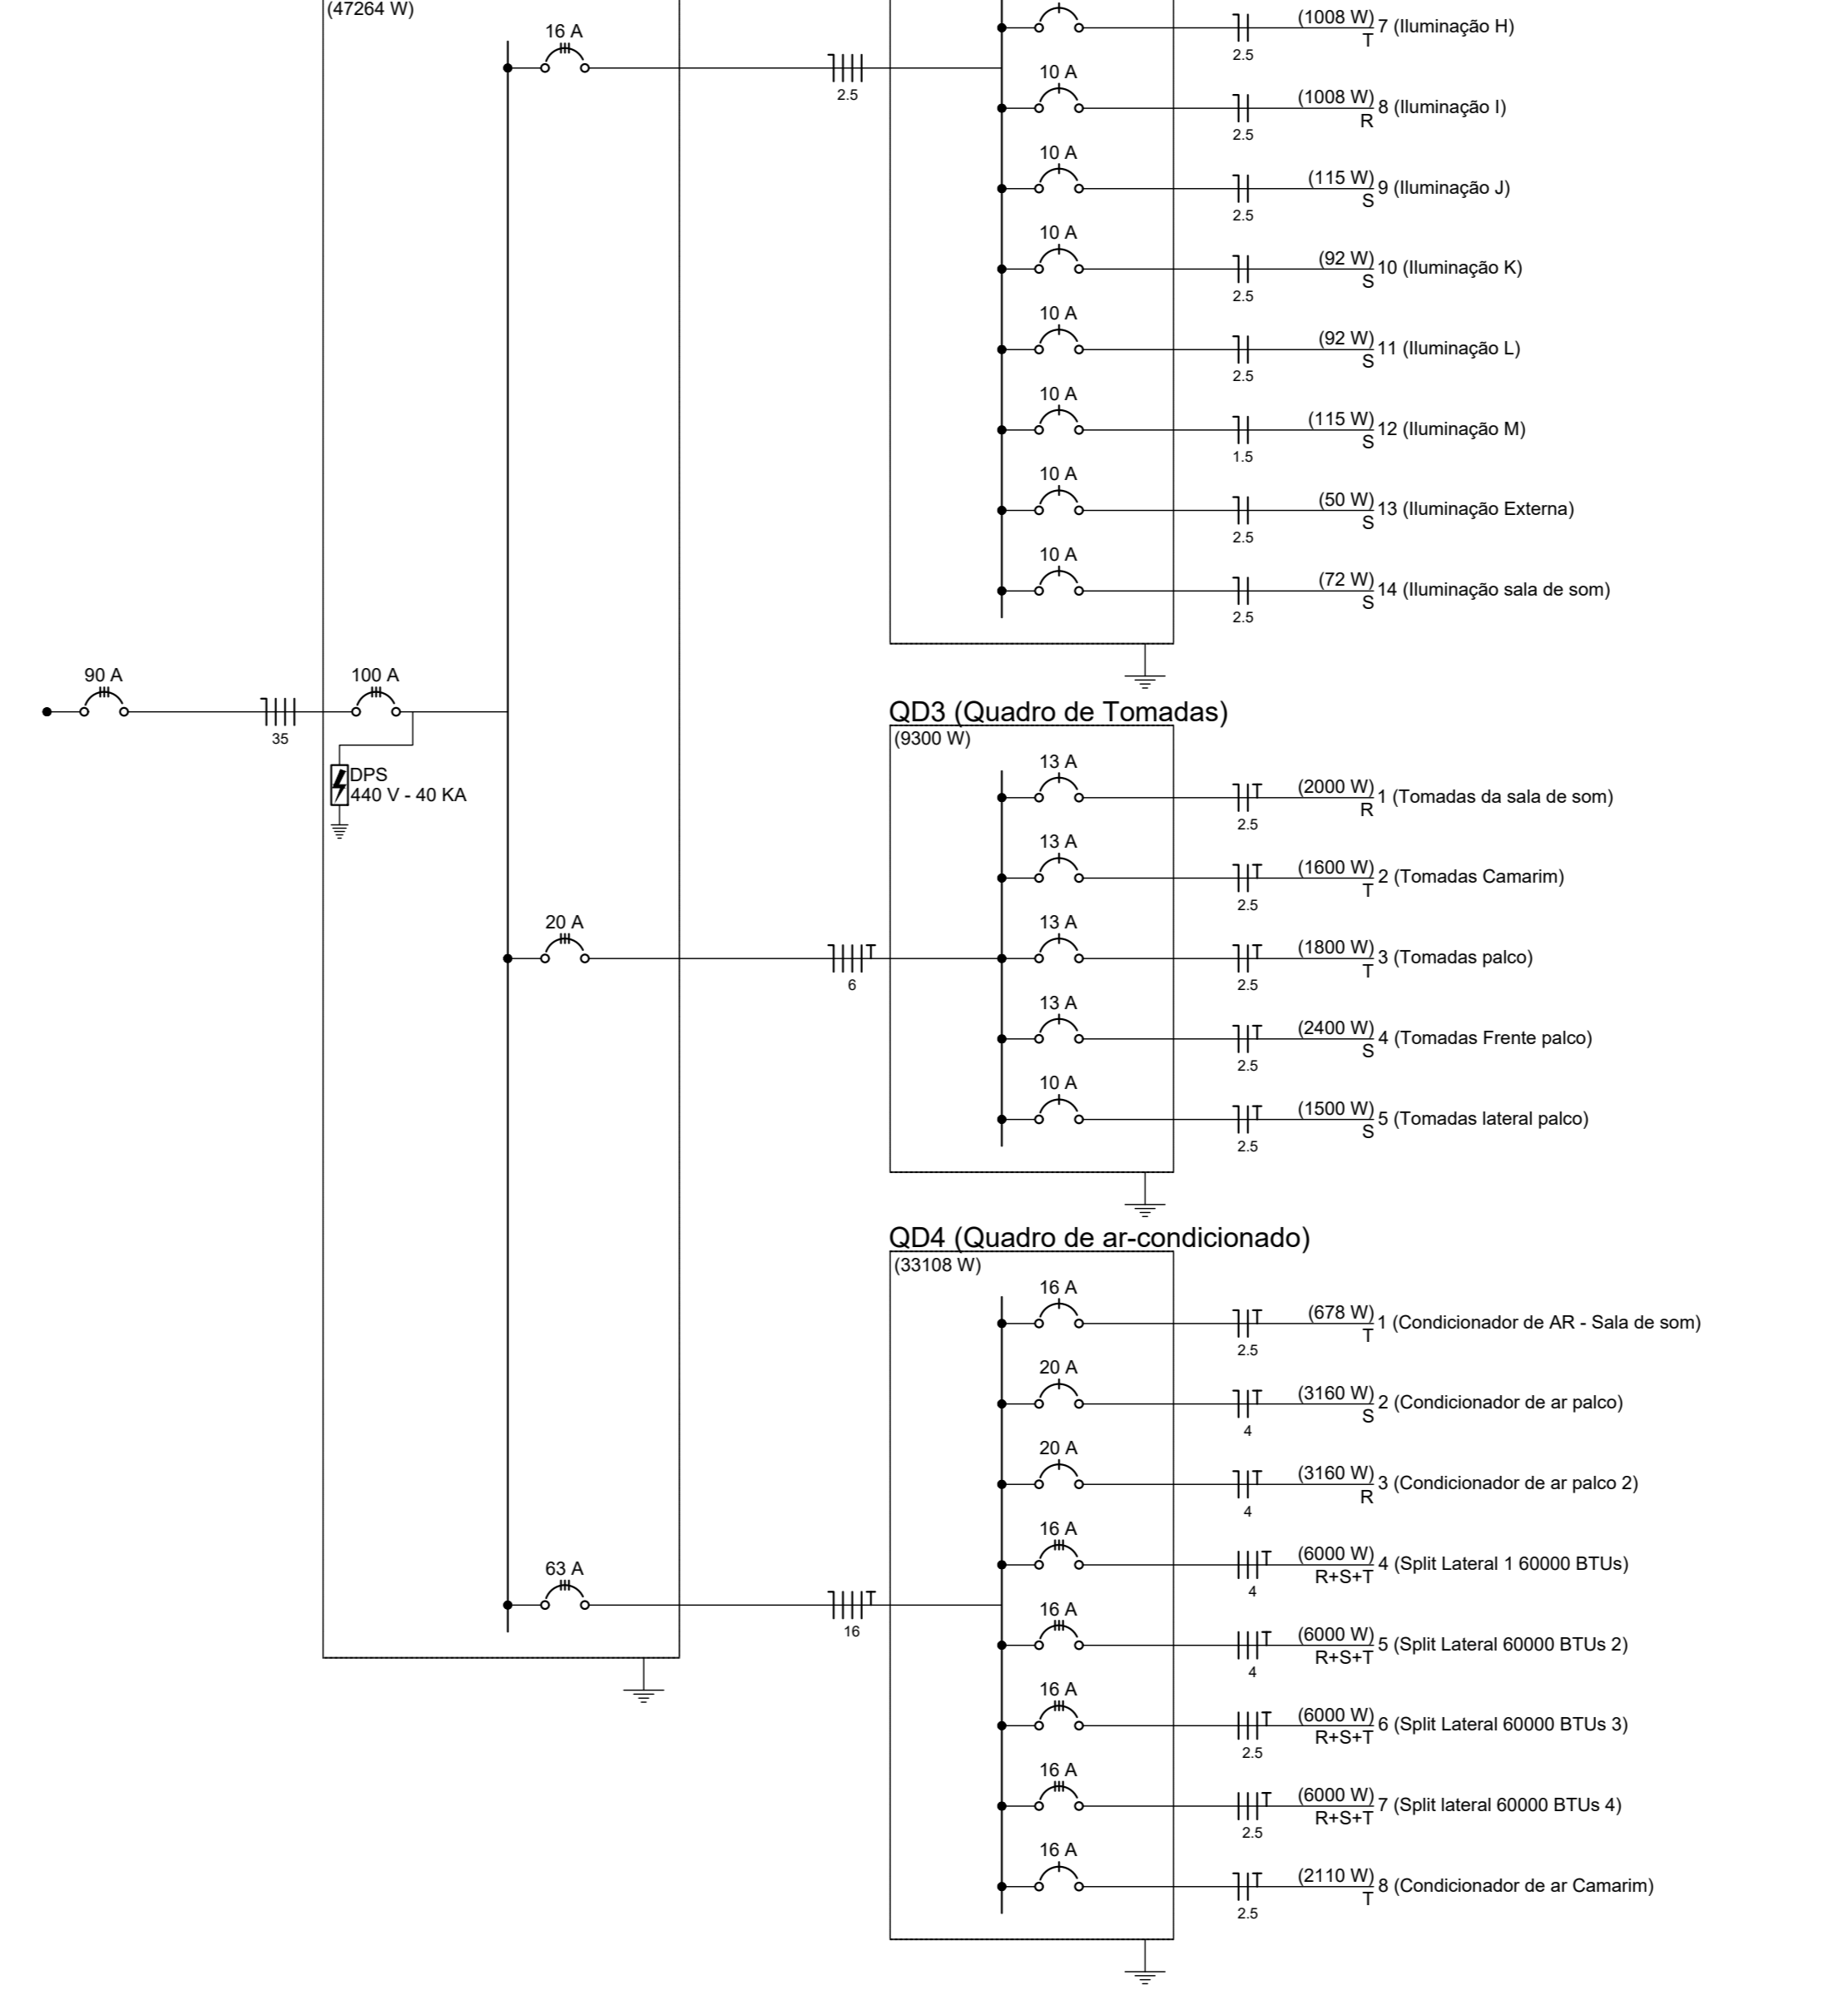 (47264 W)
16 A
2.5
(1008 W)
T
7 (Iluminação H)
2.5
10 A
(1008 W)
R
8 (Iluminação I)
2.5
10 A
(115 W)
S
9 (Iluminação J)
2.5
10 A
(92 W)
S
10 (Iluminação K)
2.5
10 A
(92 W)
S
11 (Iluminação L)
2.5
10 A
(115 W)
S
12 (Iluminação M)
1.5
10 A
(50 W)
S
13 (Iluminação Externa)
2.5
10 A
(72 W)
S
14 (Iluminação sala de som)
2.5
90 A
35
100 A
DPS
440 V - 40 KA
QD3 (Quadro de Tomadas)
(9300 W)
20 A
T
6
13 A
T
2.5
(2000 W)
R
1 (Tomadas da sala de som)
13 A
T
2.5
(1600 W)
T
2 (Tomadas Camarim)
13 A
T
2.5
(1800 W)
T
3 (Tomadas palco)
13 A
T
2.5
(2400 W)
S
4 (Tomadas Frente palco)
10 A
T
2.5
(1500 W)
S
5 (Tomadas lateral palco)
QD4 (Quadro de ar-condicionado)
(33108 W)
63 A
T
16
16 A
T
2.5
(678 W)
T
1 (Condicionador de AR - Sala de som)
20 A
T
4
(3160 W)
S
2 (Condicionador de ar palco)
20 A
T
4
(3160 W)
R
3 (Condicionador de ar palco 2)
16 A
T
4
(6000 W)
R+S+T
4 (Split Lateral 1 60000 BTUs)
16 A
T
4
(6000 W)
R+S+T
5 (Split Lateral 60000 BTUs 2)
16 A
T
2.5
(6000 W)
R+S+T
6 (Split Lateral 60000 BTUs 3)
16 A
T
2.5
(6000 W)
R+S+T
7 (Split lateral 60000 BTUs 4)
16 A
T
2.5
(2110 W)
T
8 (Condicionador de ar Camarim)